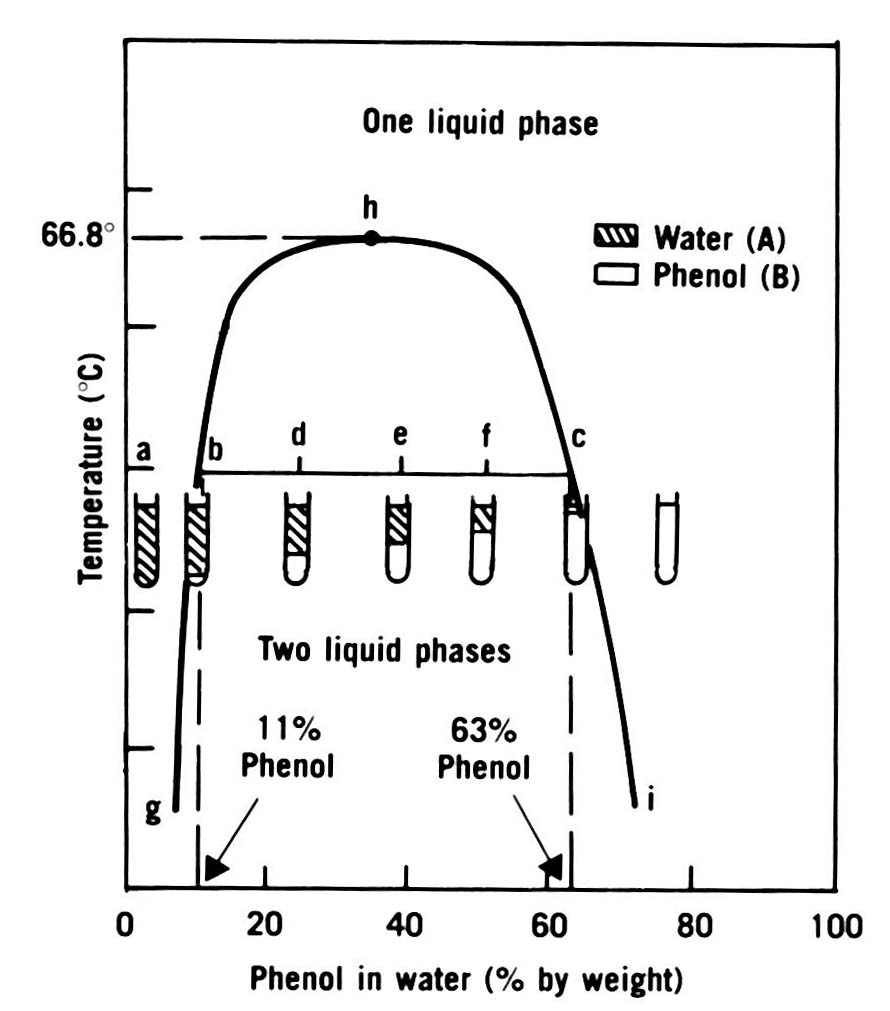 One liquid phase
h
66.8°
Water (A)
Phenol (B)
Temperature (°C)
a
b
d
e
f
c
Two liquid phases
11%
Phenol
63%
Phenol
g
i
0
20
40
60
80
100
Phenol in water (% by weight)